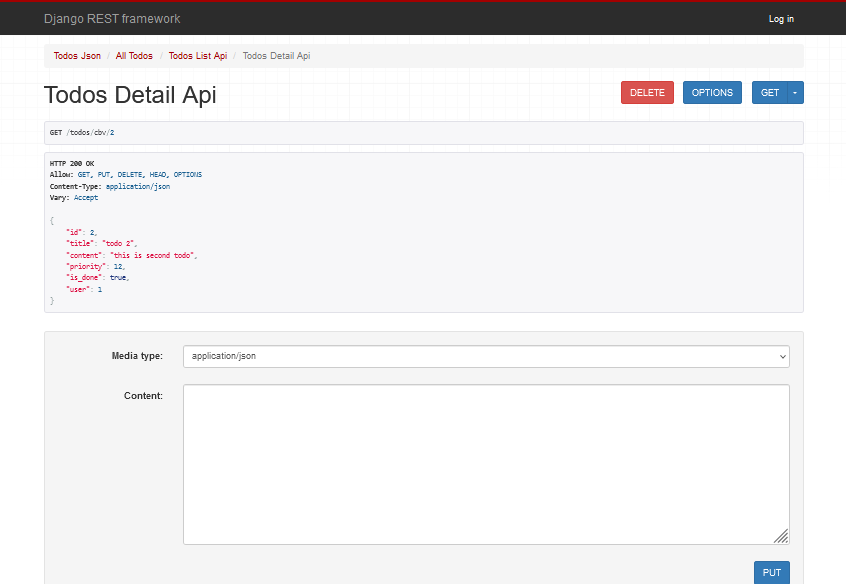 Django REST framework
Log in
Todos Json / All Todos / Todos List Api / Todos Detail Api
Todos Detail Api
DELETE
OPTIONS
GET
GET /todos/cbv/2
HTTP 200 OK
Allow: GET, PUT, DELETE, HEAD, OPTIONS
Content-Type: application/json
Vary: Accept
{
"id": 2,
"title": "todo 2",
"content": "this is second todo",
"priority": 12,
"is_done": true,
"user": 1
}
Media type:
application/json
Content:
PUT